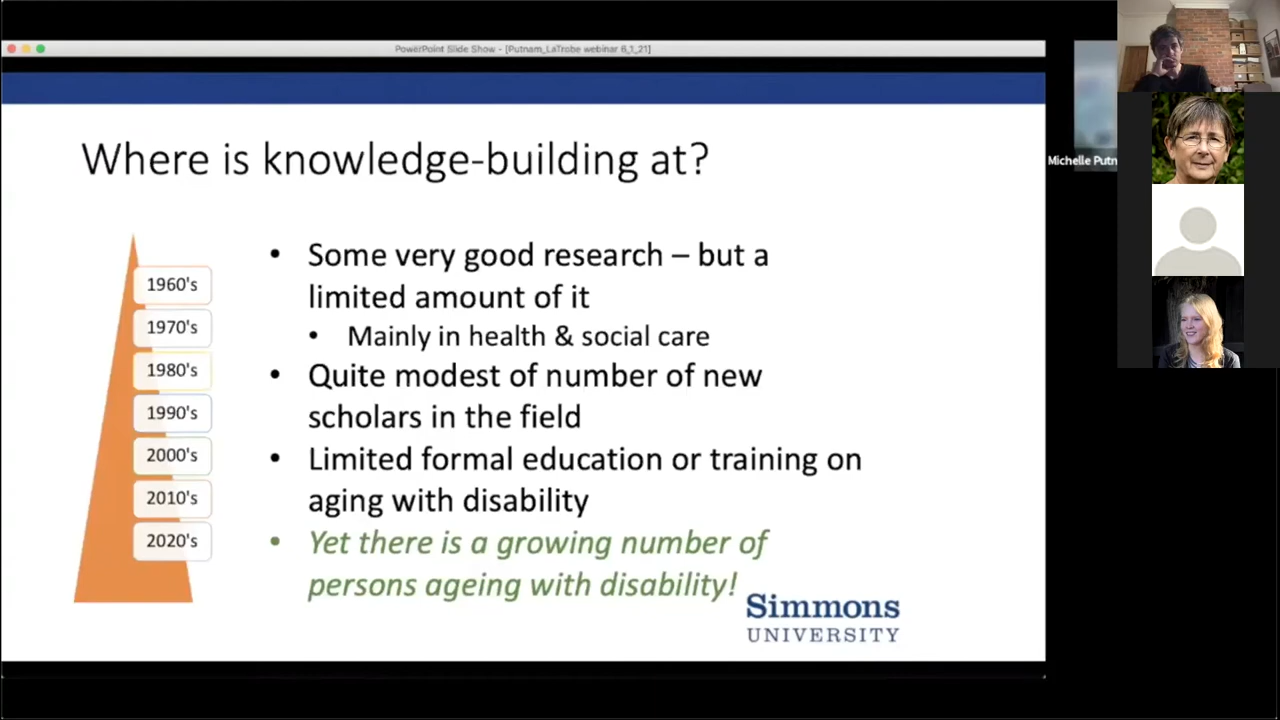 PowerPoint Slide Show - [Putnam_LaTrobe webinar 6_1_21]
Where is knowledge-building at?
1960's
1970's
1980's
1990's
2000's
2010's
2020's
• Some very good research – but a
limited amount of it
• Mainly in health & social care
• Quite modest of number of new
scholars in the field
• Limited formal education or training on
aging with disability
• Yet there is a growing number of
persons ageing with disability!
Simmons
UNIVERSITY
Michelle Putn